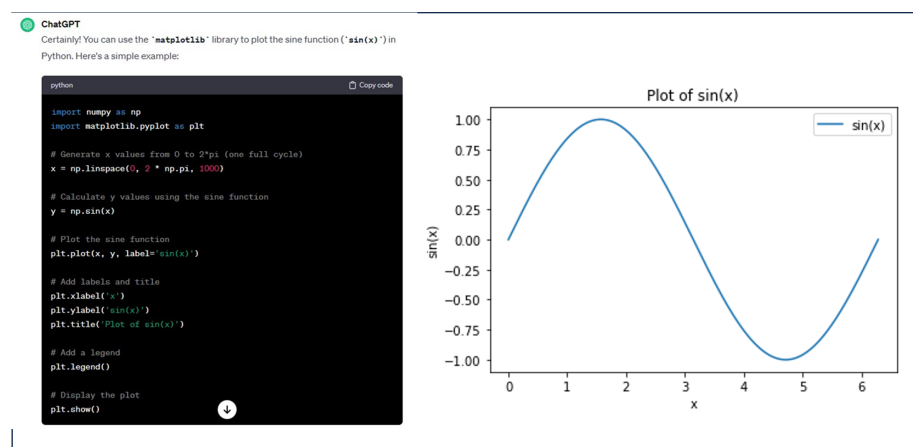 ChatGPT
Certainly! You can use the `matplotlib` library to plot the sine function (`sin(x)`) in
Python. Here's a simple example:
python
Copy code
import numpy as np
import matplotlib.pyplot as plt
# Generate x values from 0 to 2*pi (one full cycle)
x = np.linspace(0, 2 * np.pi, 1000)
# Calculate y values using the sine function
y = np.sin(x)
# Plot the sine function
plt.plot(x, y, label='sin(x)')
# Add labels and title
plt.xlabel('x')
plt.ylabel('sin(x)')
plt.title('Plot of sin(x)')
# Add a legend
plt.legend()
# Display the plot
plt.show()
Plot of sin(x)
sin(x)
1.00
0.75
0.50
0.25
0.00
−0.25
−0.50
−0.75
−1.00
sin(x)
0 1 2 3 4 5 6
x